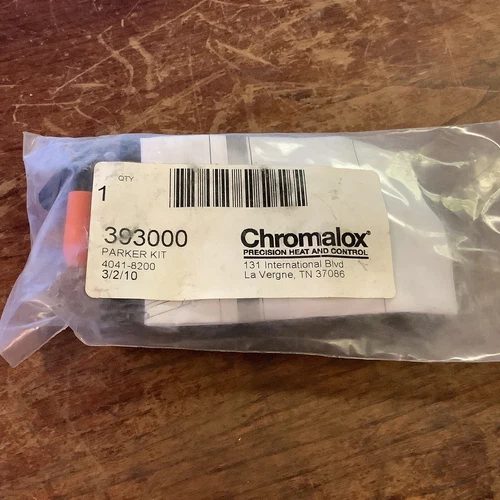 QTY
1
393000
PARKER KIT
4041-8200
3/2/10
Chromalox®
PRECISION HEAT AND CONTROL
131 International Blvd
La Vergne, TN 37086